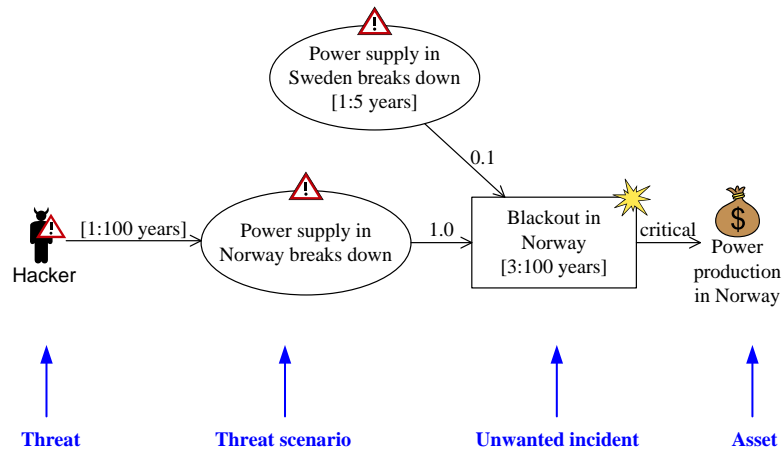 Power supply in
Sweden breaks down
[1:5 years]
0.1
[1:100 years]
Hacker
Power supply in
Norway breaks down
1.0
Blackout in
Norway
[3:100 years]
critical
$
Power
production
in Norway
Threat
Threat scenario
Unwanted incident
Asset